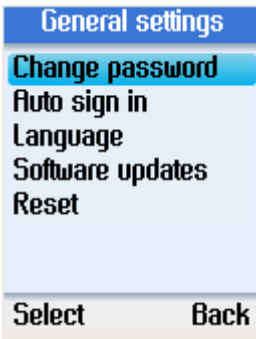 General settings
Change password
Auto sign in
Language
Software updates
Reset
Select Back